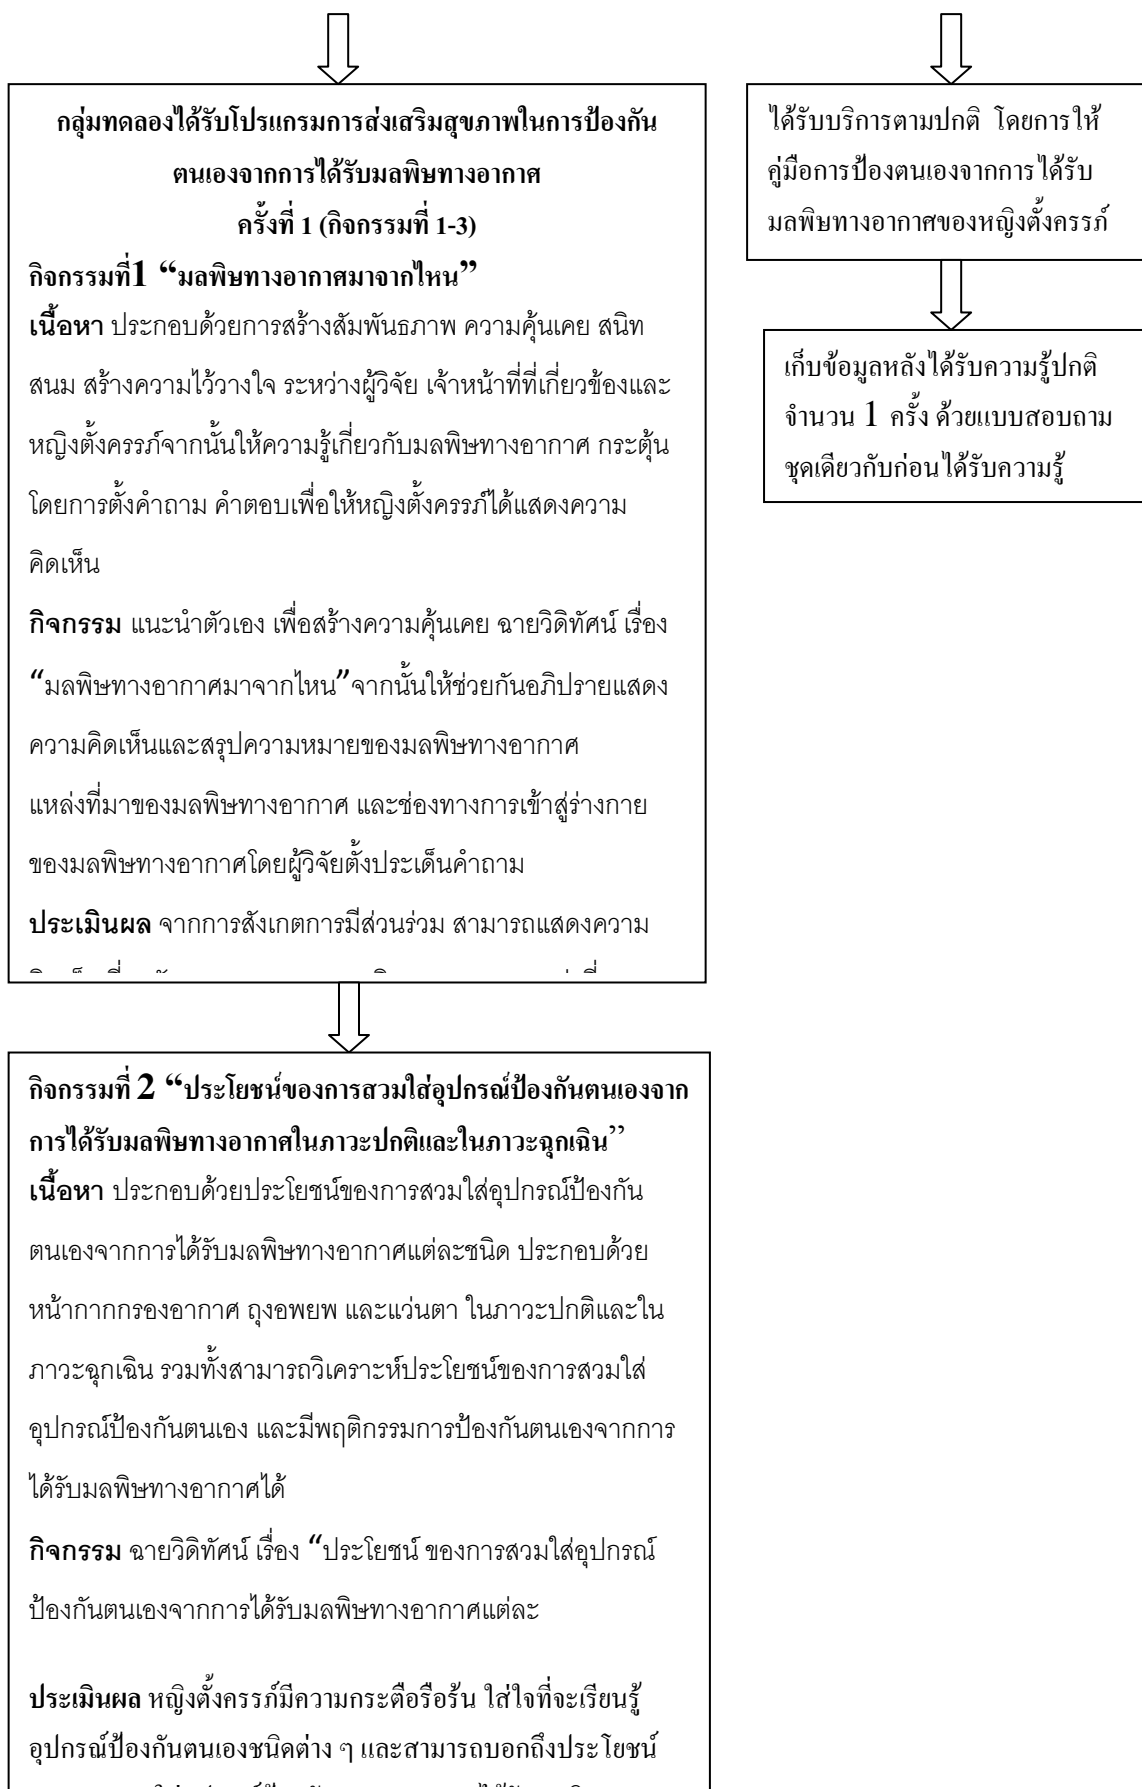 กลุ่มทดลองได้รับโปรแกรมการส่งเสริมสุขภาพในการป้องกัน
ตนเองจากการได้รับมลพิษทางอากาศ
ครั้งที่ 1 (กิจกรรมที่ 1-3)
กิจกรรมที่1 “มลพิษทางอากาศมาจากไหน”
เนื้อหา ประกอบด้วยการสร้างสัมพันธภาพ ความคุ้นเคย สนิท
สนม สร้างความไว้วางใจ ระหว่างผู้วิจัย เจ้าหน้าที่ที่เกี่ยวข้องและ
หญิงตั้งครรภ์จากนั้นให้ความรู้เกี่ยวกับมลพิษทางอากาศ กระตุ้น
โดยการตั้งคำถาม คำตอบเพื่อให้หญิงตั้งครรภ์ได้แสดงความ
คิดเห็น
กิจกรรม แนะนำตัวเอง เพื่อสร้างความคุ้นเคย ฉายวิดิทัศน์ เรื่อง
“มลพิษทางอากาศมาจากไหน”จากนั้นให้ช่วยกันอภิปรายแสดง
ความคิดเห็นและสรุปความหมายของมลพิษทางอากาศ
แหล่งที่มาของมลพิษทางอากาศ และช่องทางการเข้าสู่ร่างกาย
ของมลพิษทางอากาศโดยผู้วิจัยตั้งประเด็นคำถาม
ประเมินผล จากการสังเกตการมีส่วนร่วม สามารถแสดงความ
กิจกรรมที่ 2 “ประโยชน์ของการสวมใส่อุปกรณ์ป้องกันตนเองจาก
การได้รับมลพิษทางอากาศในภาวะปกติและในภาวะฉุกเฉิน”
เนื้อหา ประกอบด้วยประโยชน์ของการสวมใส่อุปกรณ์ป้องกัน
ตนเองจากการได้รับมลพิษทางอากาศแต่ละชนิด ประกอบด้วย
หน้ากากกรองอากาศ ถุงอพยพ และแว่นตา ในภาวะปกติและใน
ภาวะฉุกเฉิน รวมทั้งสามารถวิเคราะห์ประโยชน์ของการสวมใส่
อุปกรณ์ป้องกันตนเอง และมีพฤติกรรมการป้องกันตนเองจากการ
ได้รับมลพิษทางอากาศได้
กิจกรรม ฉายวิดิทัศน์ เรื่อง “ประโยชน์ ของการสวมใส่อุปกรณ์
ป้องกันตนเองจากการได้รับมลพิษทางอากาศแต่ละ
ประเมินผล หญิงตั้งครรภ์มีความกระตือรือร้น ใส่ใจที่จะเรียนรู้
อุปกรณ์ป้องกันตนเองชนิดต่าง ๆ และสามารถบอกถึงประโยชน์
ได้รับบริการตามปกติ โดยการให้
คู่มือการป้องตนเองจากการได้รับ
มลพิษทางอากาศของหญิงตั้งครรภ์
เก็บข้อมูลหลังได้รับความรู้ปกติ
จำนวน 1 ครั้ง ด้วยแบบสอบถาม
ชุดเดียวกับก่อนได้รับความรู้